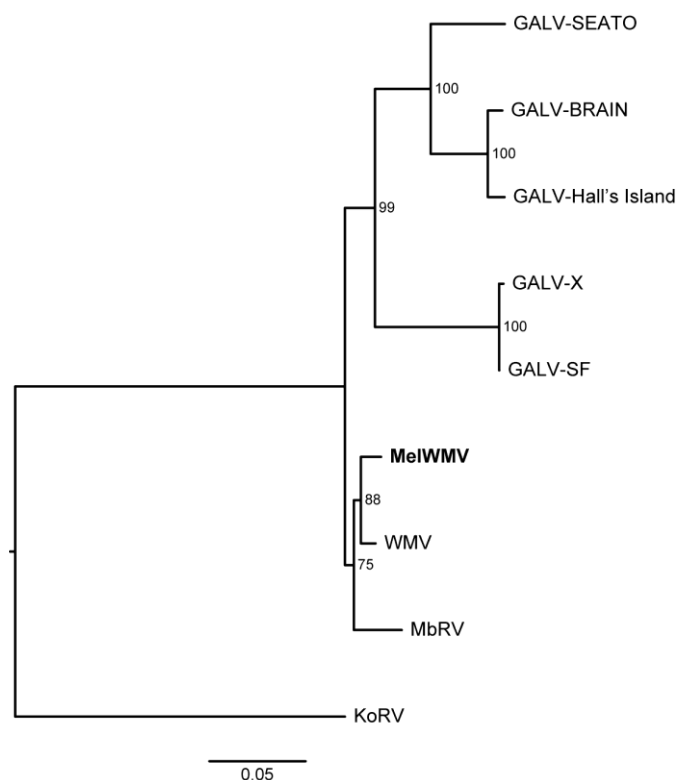 GALV-SEATO
100
GALV-BRAIN
100
GALV-Hall's Island
99
GALV-X
100
GALV-SF
MelWMV
88
WMV
75
MbRV
KoRV
0.05